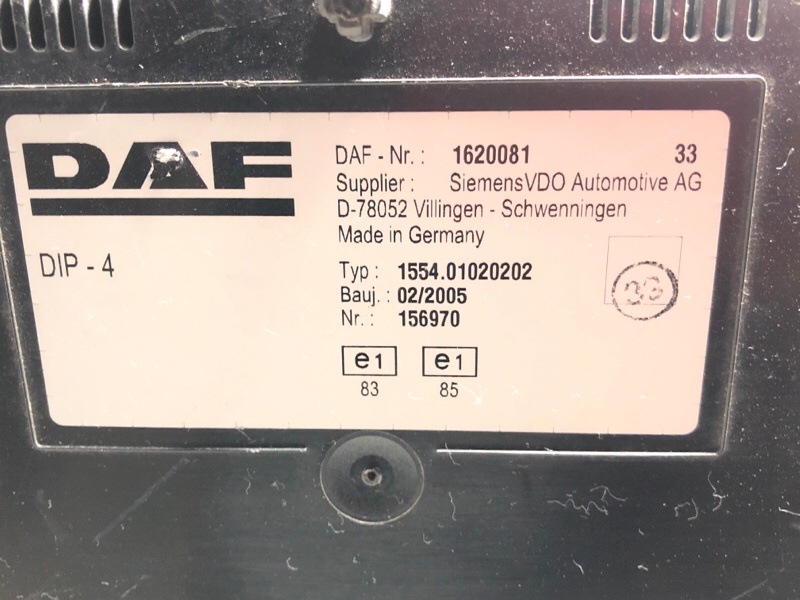 DAF
DIP - 4
DAF - Nr. : 1620081 33
Supplier : SiemensVDO Automotive AG
D-78052 Villingen - Schwenningen
Made in Germany
Typ : 1554.01020202
Bauj. : 02/2005
Nr. : 156970
e1 e1
83 85
33